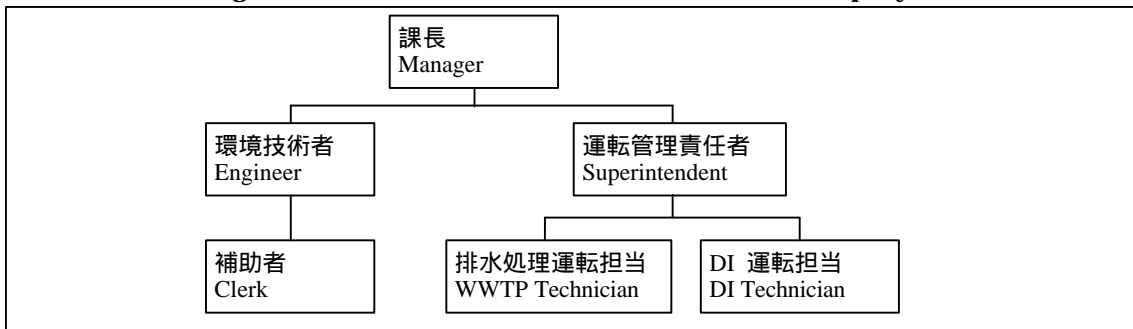 課長
Manager
環境技術者
Engineer
運転管理責任者
Superintendent
補助者
Clerk
排水処理運転担当
WWTP Technician
DI 運転担当
DI Technician